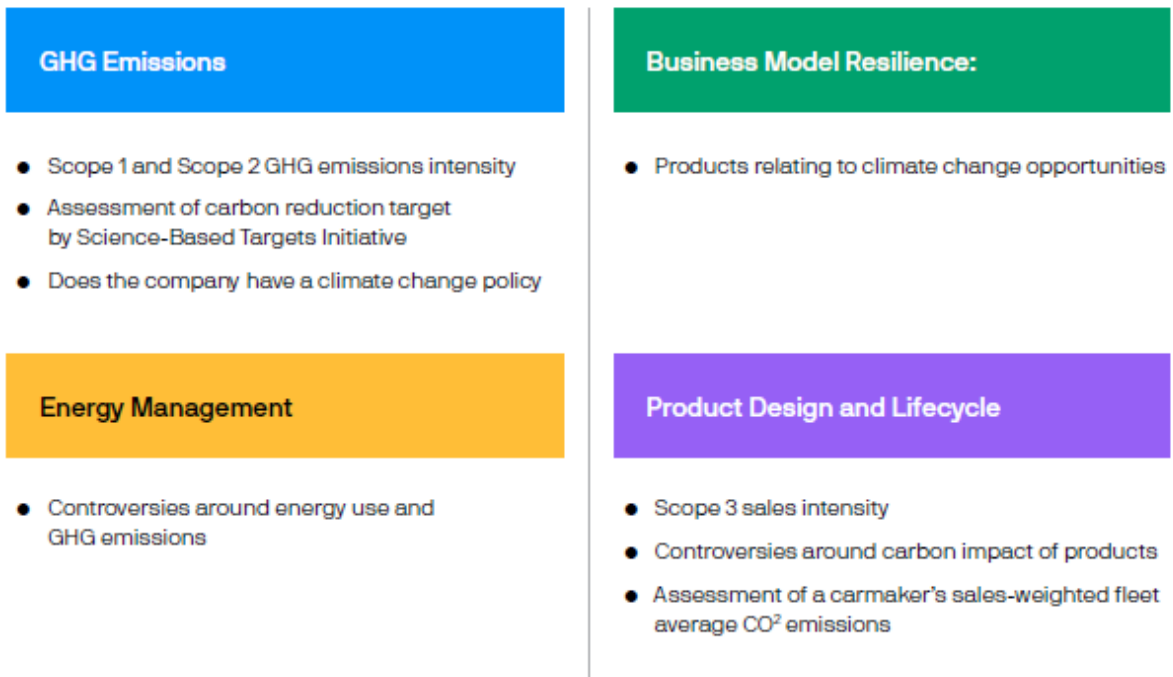 GHG Emissions
● Scope 1 and Scope 2 GHG emissions intensity
● Assessment of carbon reduction target
by Science-Based Targets Initiative
● Does the company have a climate change policy
Business Model Resilience:
● Products relating to climate change opportunities
Energy Management
● Controversies around energy use and
GHG emissions
Product Design and Lifecycle
● Scope 3 sales intensity
● Controversies around carbon impact of products
● Assessment of a carmaker's sales-weighted fleet
average CO² emissions